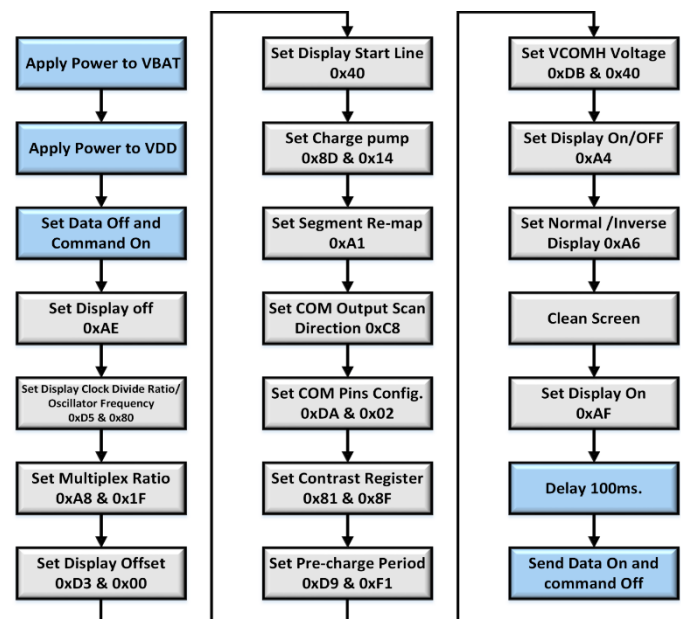 Apply Power to VBAT
Apply Power to VDD
Set Data Off and
Command On
Set Display off
0xAE
Set Display Clock Divide Ratio/
Oscillator Frequency
0xD5 & 0x80
Set Multiplex Ratio
0xA8 & 0x1F
Set Display Offset
0xD3 & 0x00
Set Display Start Line
0x40
Set Charge pump
0x8D & 0x14
Set Segment Re-map
0xA1
Set COM Output Scan
Direction 0xC8
Set COM Pins Config.
0xDA & 0x02
Set Contrast Register
0x81 & 0x8F
Set Pre-charge Period
0xD9 & 0xF1
Set VCOMH Voltage
0xDB & 0x40
Set Display On/OFF
0xA4
Set Normal /Inverse
Display 0xA6
Clean Screen
Set Display On
0xAF
Delay 100ms.
Send Data On and
command Off